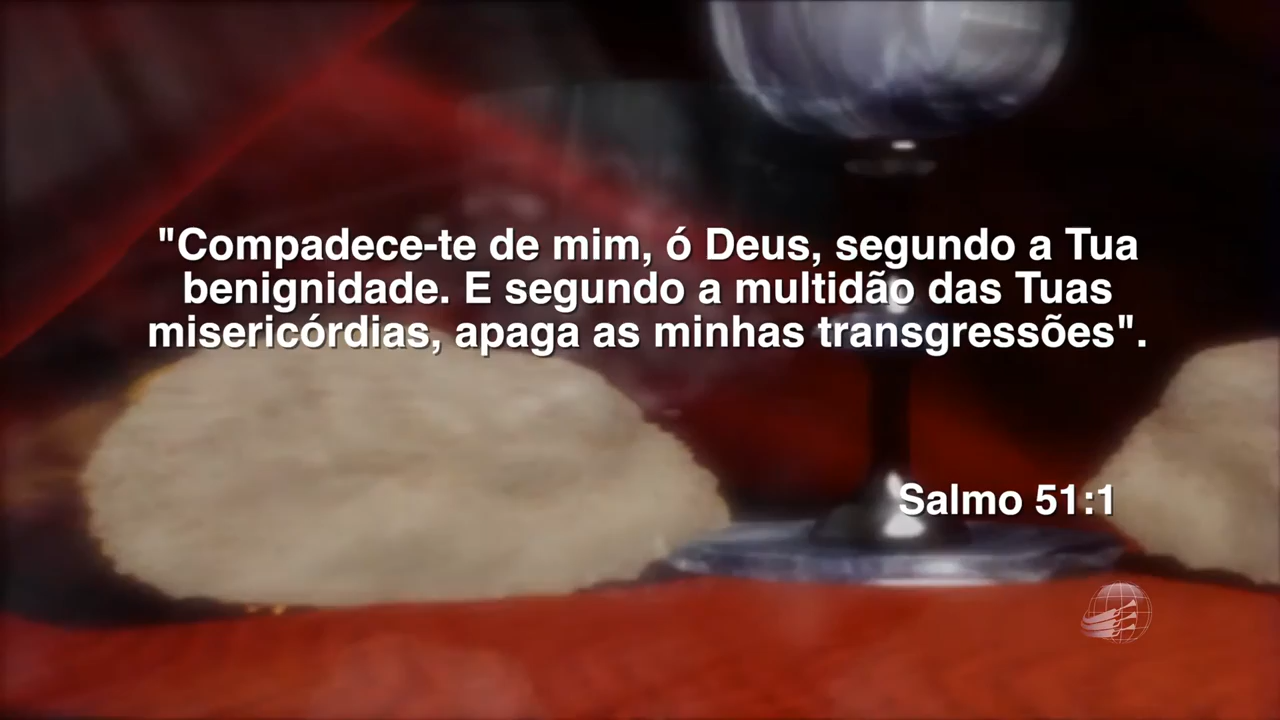 "Compadece-te de mim, ó Deus, segundo a Tua
benignidade. E segundo a multidão das Tuas
misericórdias, apaga as minhas transgressões".
Salmo 51:1